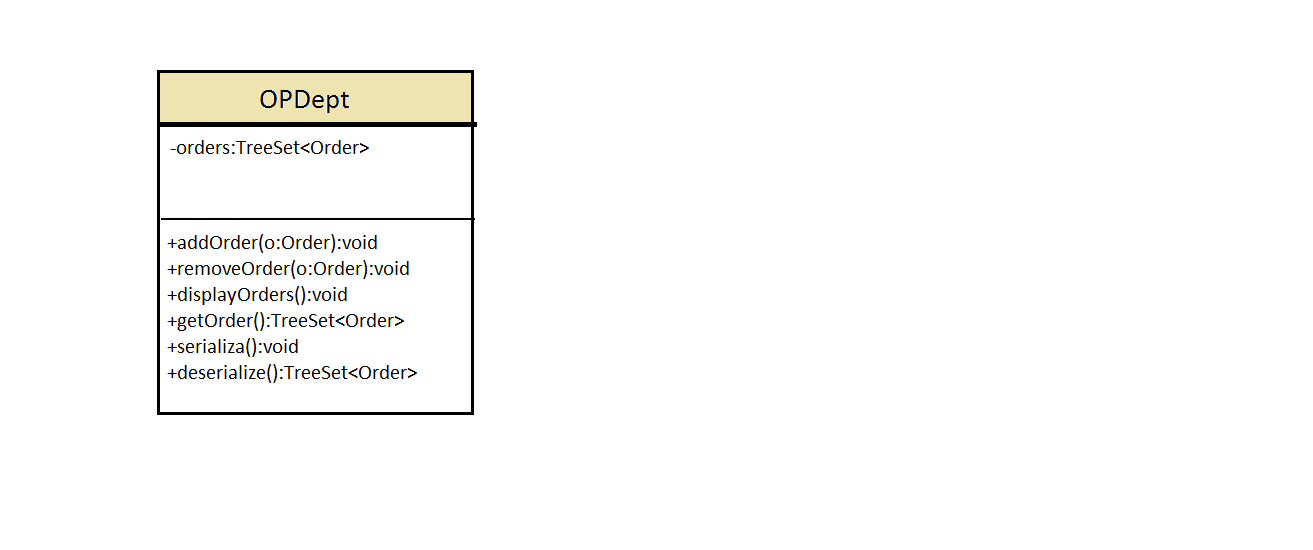 OPDept
-orders:TreeSet<Order>
+addOrder(o:Order):void
+removeOrder(o:Order):void
+displayOrders():void
+getOrder():TreeSet<Order>
+serializa():void
+deserialize():TreeSet<Order>